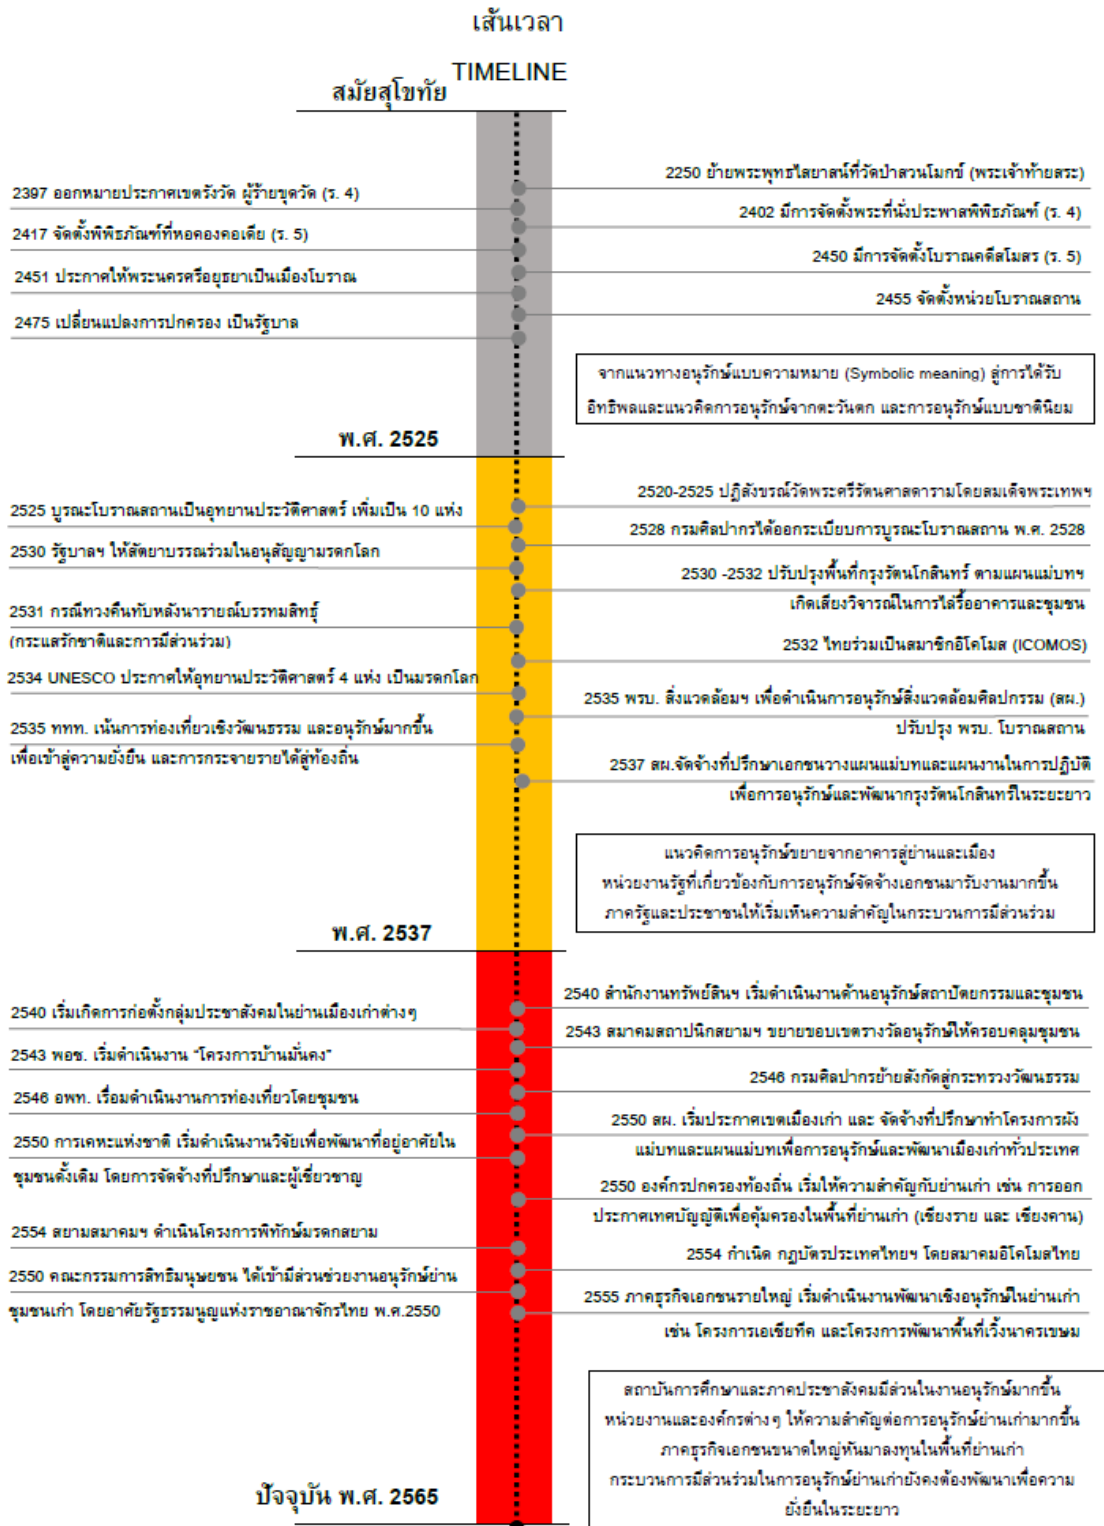 เส้นเวลา
TIMELINE
สมัยสุโขทัย
2250 ย้ายพระพุทธไสยาสน์ที่วัดป่าสวนโมกข์ (พระเจ้าท้ายสระ)
2397 ออกหมายประกาศเขตรังวัด ผู้ร้ายขุดวัด (ร. 4)
2402 มีการจัดตั้งพระที่นั่งประพาสพิพิธภัณฑ์ (ร. 4)
2417 จัดตั้งพิพิธภัณฑ์ที่หอคองคอเดีย (ร. 5)
2450 มีการจัดตั้งโบราณคดีสโมสร (ร. 5)
2451 ประกาศให้พระนครศรีอยุธยาเป็นเมืองโบราณ
2455 จัดตั้งหน่วยโบราณสถาน
2475 เปลี่ยนแปลงการปกครอง เป็นรัฐบาล
จากแนวทางอนุรักษ์แบบความหมาย (Symbolic meaning) สู่การได้รับ
อิทธิพลและแนวคิดการอนุรักษ์จากตะวันตก และการอนุรักษ์แบบชาตินิยม
พ.ศ. 2525
2520-2525 ปฏิสังขรณ์วัดพระศรีรัตนศาสดารามโดยสมเด็จพระเทพฯ
2525 บูรณะโบราณสถานเป็นอุทยานประวัติศาสตร์ เพิ่มเป็น 10 แห่ง
2528 กรมศิลปากรได้ออกระเบียบการบูรณะโบราณสถาน พ.ศ. 2528
2530 รัฐบาลฯ ให้สัตยาบรรณร่วมในอนุสัญญามรดกโลก
2530 -2532 ปรับปรุงพื้นที่กรุงรัตนโกสินทร์ ตามแผนแม่บทฯ
เกิดเสียงวิจารณ์ในการไล่รื้ออาคารและชุมชน
2531 กรณีทวงคืนทับหลังนารายณ์บรรทมสินธุ์
(กระแสรักชาติและการมีส่วนร่วม)
2532 ไทยร่วมเป็นสมาชิกอิโคโมส (ICOMOS)
2534 UNESCO ประกาศให้อุทยานประวัติศาสตร์ 4 แห่ง เป็นมรดกโลก
2535 พรบ. สิ่งแวดล้อมฯ เพื่อดำเนินการอนุรักษ์สิ่งแวดล้อมศิลปกรรม (สผ.)
ปรับปรุง พรบ. โบราณสถาน
2535 ททท. เน้นการท่องเที่ยวเชิงวัฒนธรรม และอนุรักษ์มากขึ้น
เพื่อเข้าสู่ความยั่งยืน และการกระจายรายได้สู่ท้องถิ่น
2537 สผ.จัดจ้างที่ปรึกษาเอกชนวางแผนแม่บทและแผนงานในการปฏิบัติ
เพื่อการอนุรักษ์และพัฒนากรุงรัตนโกสินทร์ในระยะยาว
แนวคิดการอนุรักษ์ขยายจากอาคารสู่ย่านและเมือง
หน่วยงานรัฐที่เกี่ยวข้องกับการอนุรักษ์จัดจ้างเอกชนมารับงานมากขึ้น
ภาครัฐและประชาชนให้เริ่มเห็นความสำคัญในกระบวนการมีส่วนร่วม
พ.ศ. 2537
2540 สำนักงานทรัพย์สินฯ เริ่มดำเนินงานด้านอนุรักษ์สถาปัตยกรรมและชุมชน
2540 เริ่มเกิดการก่อตั้งกลุ่มประชาสังคมในย่านเมืองเก่าต่างๆ
2543 สมาคมสถาปนิกสยามฯ ขยายขอบเขตรางวัลอนุรักษ์ให้ครอบคลุมชุมชน
2543 พอช. เริ่มดำเนินงาน "โครงการบ้านมั่นคง"
2546 กรมศิลปากรย้ายสังกัดสู่กระทรวงวัฒนธรรม
2546 อพท. เรื่อมดำเนินงานการท่องเที่ยวโดยชุมชน
2550 สผ. เริ่มประกาศเขตเมืองเก่า และ จัดจ้างที่ปรึกษาทำโครงการผัง
แม่บทและแผนแม่บทเพื่อการอนุรักษ์และพัฒนาเมืองเก่าทั่วประเทศ
2550 การเคหะแห่งชาติ เริ่มดำเนินงานวิจัยเพื่อพัฒนาที่อยู่อาศัยใน
ชุมชนดั้งเดิม โดยการจัดจ้างที่ปรึกษาและผู้เชี่ยวชาญ
2550 องค์กรปกครองท้องถิ่น เริ่มให้ความสำคัญกับย่านเก่า เช่น การออก
ประกาศเทศบัญญัติเพื่อคุ้มครองในพื้นที่ย่านเก่า (เชียงราย และ เชียงคาน)
2554 สยามสมาคมฯ ดำเนินโครงการพิทักษ์มรดกสยาม
2554 กำเนิด กฎบัตรประเทศไทยฯ โดยสมาคมอิโคโมสไทย
2550 คณะกรรมการสิทธิมนุษยชน ได้เข้ามีส่วนช่วยงานอนุรักษ์ย่าน
ชุมชนเก่า โดยอาศัยรัฐธรรมนูญแห่งราชอาณาจักรไทย พ.ศ.2550
2555 ภาคธุรกิจเอกชนรายใหญ่ เริ่มดำเนินงานพัฒนาเชิงอนุรักษ์ในย่านเก่า
เช่น โครงการเอเชียทีค และโครงการพัฒนาพื้นที่เวิ้งนาครเขษม
สถาบันการศึกษาและภาคประชาสังคมมีส่วนในงานอนุรักษ์มากขึ้น
หน่วยงานและองค์กรต่างๆ ให้ความสำคัญต่อการอนุรักษ์ย่านเก่ามากขึ้น
ภาคธุรกิจเอกชนขนาดใหญ่หันมาลงทุนในพื้นที่ย่านเก่า
กระบวนการมีส่วนร่วมในการอนุรักษ์ย่านเก่ายังคงต้องพัฒนาเพื่อความ
ยั่งยืนในระยะยาว
ปัจจุบัน พ.ศ. 2565